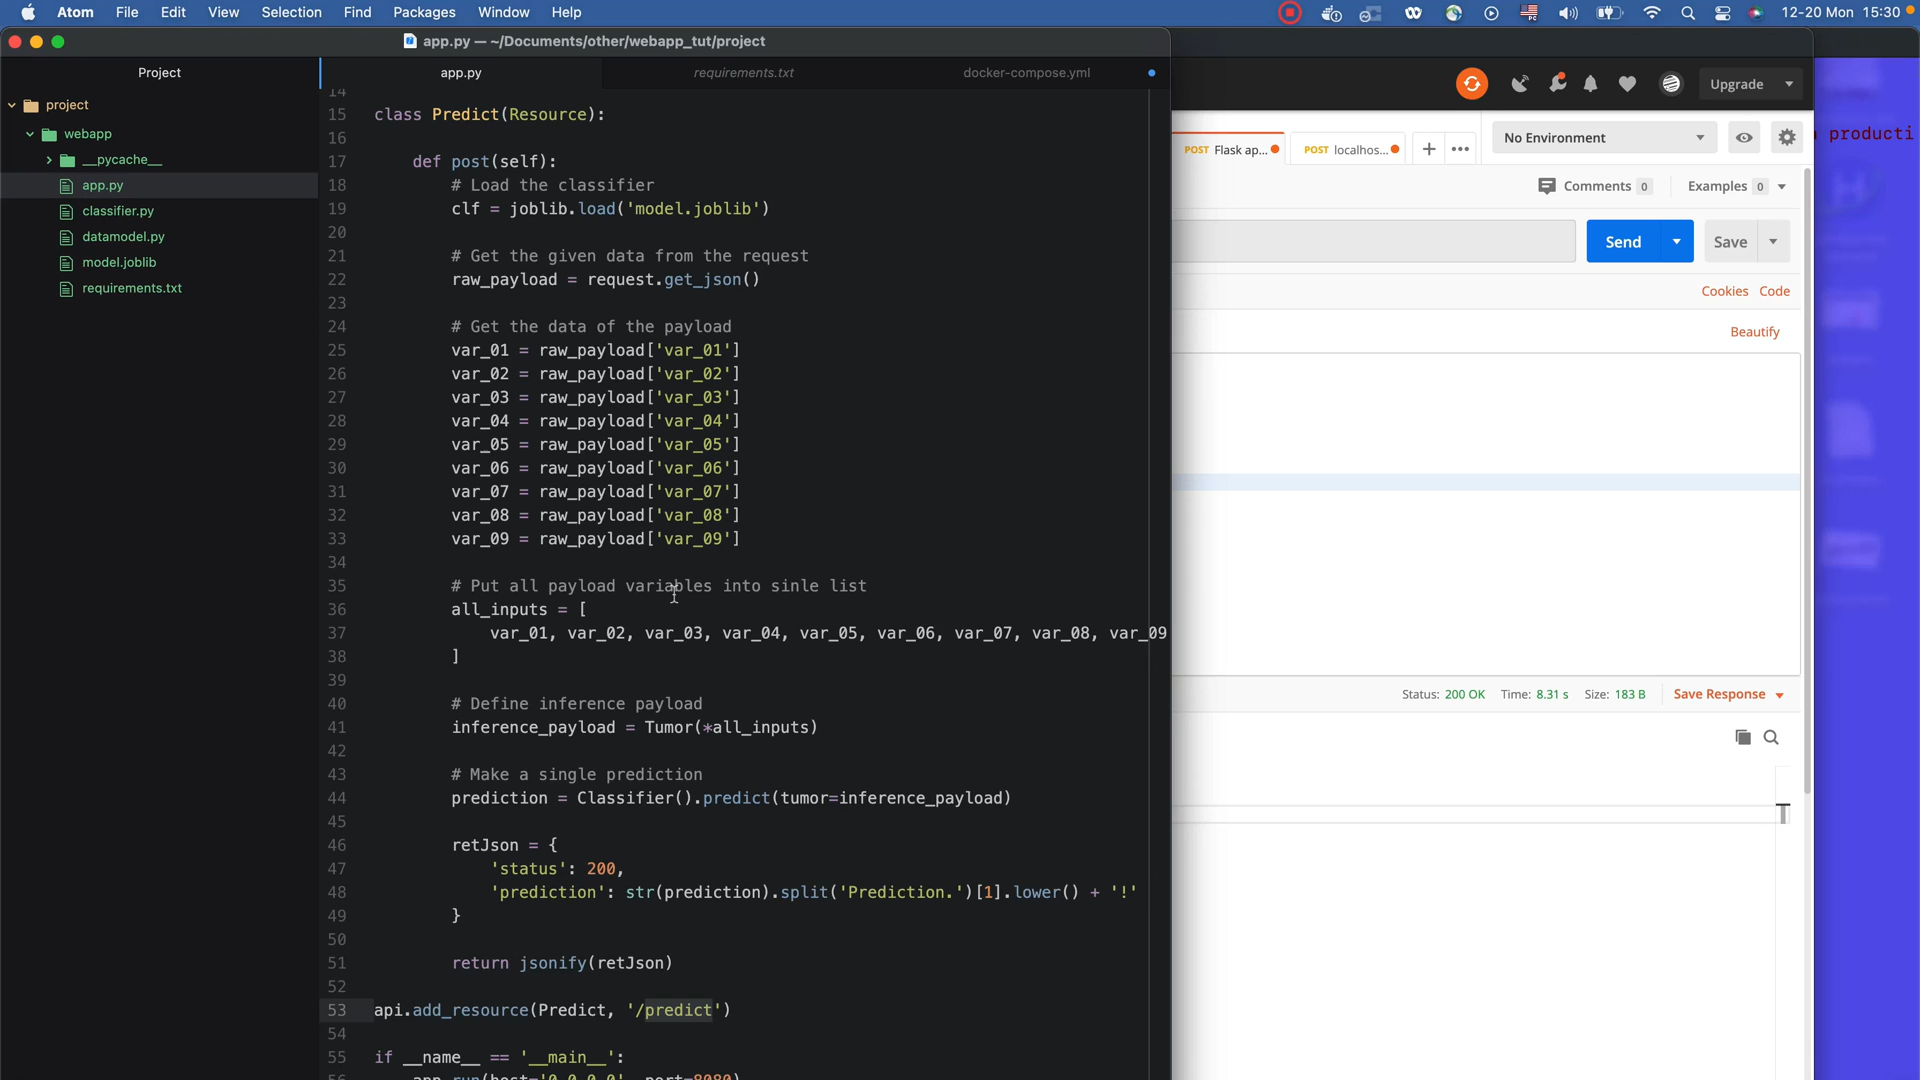 Atom File Edit View Selection Find Packages Window Help 12-20 Mon 15:30
app.py — ~/Documents/other/webapp_tut/project
Project
app.py requirements.txt docker-compose.yml
project
webapp
__pycache__
app.py
classifier.py
datamodel.py
model.joblib
requirements.txt
14
15 class Predict(Resource):
16
17 def post(self):
18 # Load the classifier
19 clf = joblib.load('model.joblib')
20
21 # Get the given data from the request
22 raw_payload = request.get_json()
23
24 # Get the data of the payload
25 var_01 = raw_payload['var_01']
26 var_02 = raw_payload['var_02']
27 var_03 = raw_payload['var_03']
28 var_04 = raw_payload['var_04']
29 var_05 = raw_payload['var_05']
30 var_06 = raw_payload['var_06']
31 var_07 = raw_payload['var_07']
32 var_08 = raw_payload['var_08']
33 var_09 = raw_payload['var_09']
34
35 # Put all payload variables into sinle list
36 all_inputs = [
37 var_01, var_02, var_03, var_04, var_05, var_06, var_07, var_08, var_09
38 ]
39
40 # Define inference payload
41 inference_payload = Tumor(*all_inputs)
42
43 # Make a single prediction
44 prediction = Classifier().predict(tumor=inference_payload)
45
46 retJson = {
47 'status': 200,
48 'prediction': str(prediction).split('Prediction.')[1].lower() + '!'
49 }
50
51 return jsonify(retJson)
52
53 api.add_resource(Predict, '/predict')
54
55 if __name__ == '__main__':
56 app.run(host='0.0.0.0', port=8080)
Upgrade
producti
POST Flask ap... POST localhos... No Environment
Comments 0 Examples 0
Send Save
Cookies Code
Beautify
Status: 200 OK Time: 8.31 s Size: 183 B Save Response